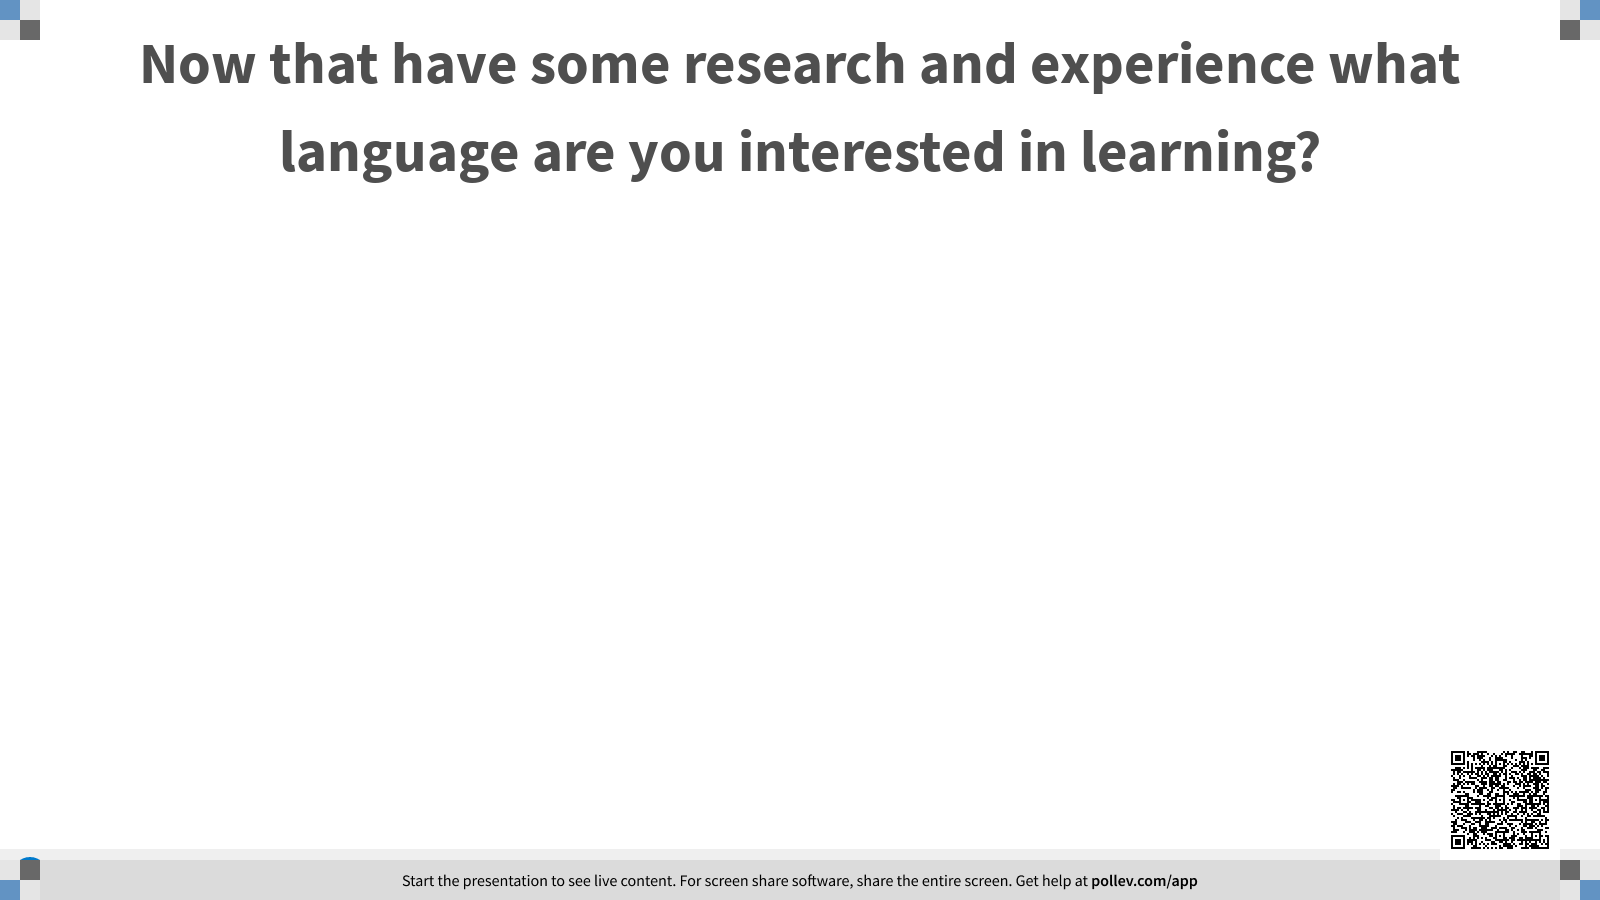 Now that have some research and experience what
language are you interested in learning?
Start the presentation to see live content. For screen share software, share the entire screen. Get help at pollev.com/app